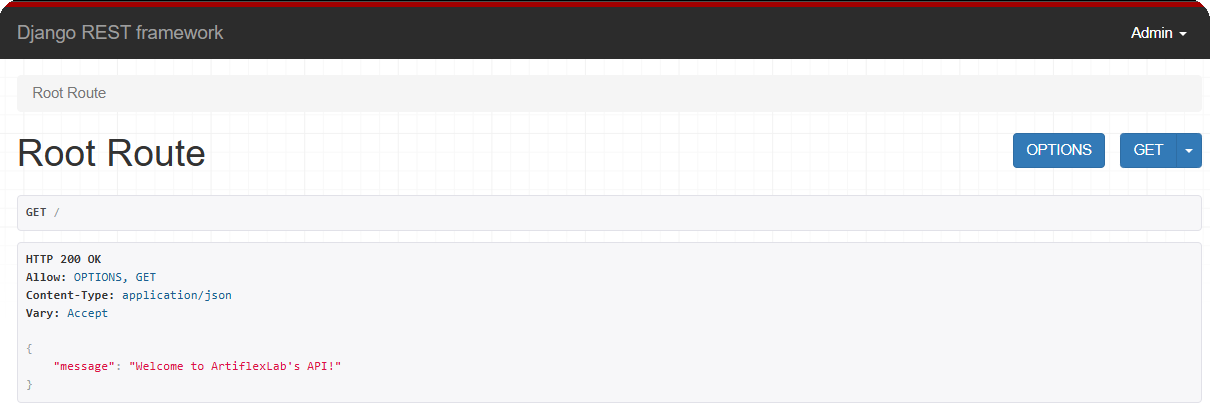 Django REST framework
Admin
Root Route
Root Route
OPTIONS
GET
GET /
HTTP 200 OK
Allow: OPTIONS, GET
Content-Type: application/json
Vary: Accept
{
    "message": "Welcome to ArtiflexLab's API!"
}